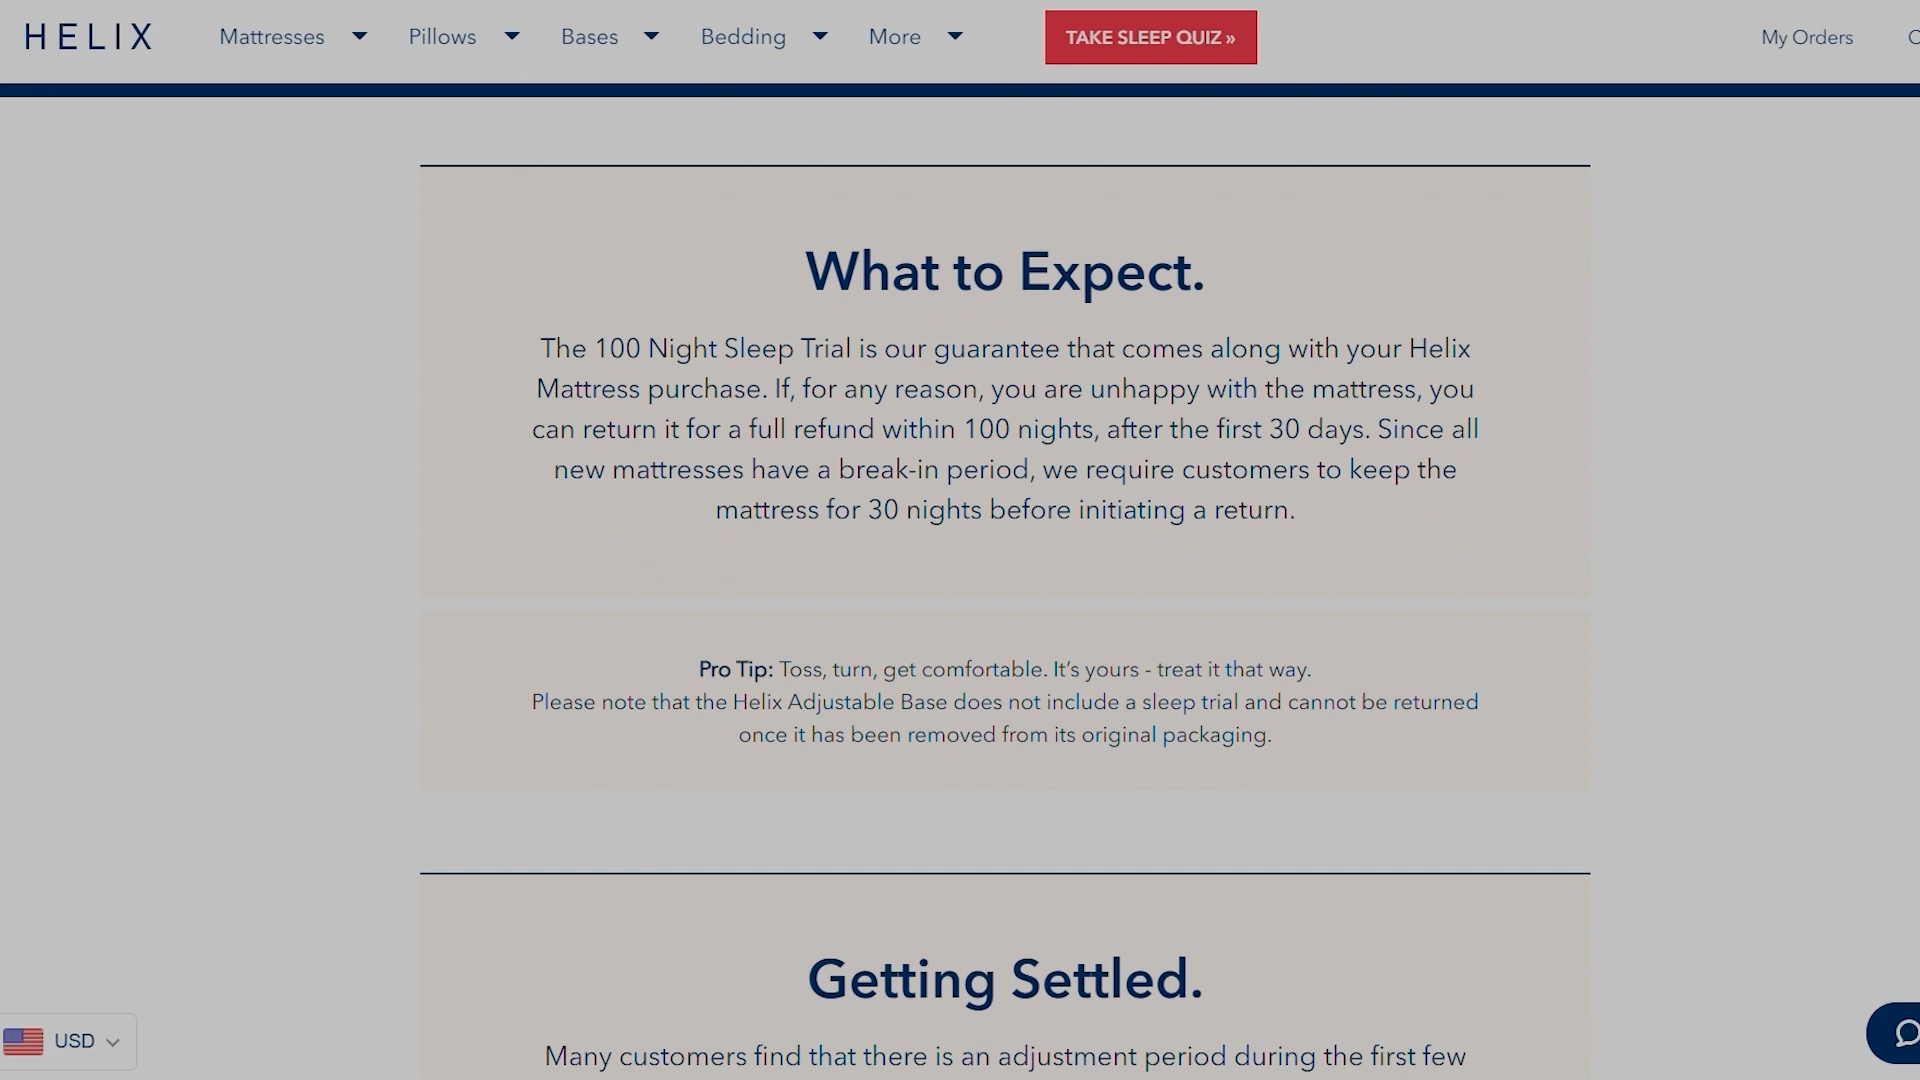 HELIX
Mattresses
Pillows
Bases
Bedding
More
TAKE SLEEP QUIZ »
My Orders
What to Expect.
The 100 Night Sleep Trial is our guarantee that comes along with your Helix
Mattress purchase. If, for any reason, you are unhappy with the mattress, you
can return it for a full refund within 100 nights, after the first 30 days. Since all
new mattresses have a break-in period, we require customers to keep the
mattress for 30 nights before initiating a return.
Pro Tip: Toss, turn, get comfortable. It’s yours - treat it that way.
Please note that the Helix Adjustable Base does not include a sleep trial and cannot be returned
once it has been removed from its original packaging.
Getting Settled.
Many customers find that there is an adjustment period during the first few
USD